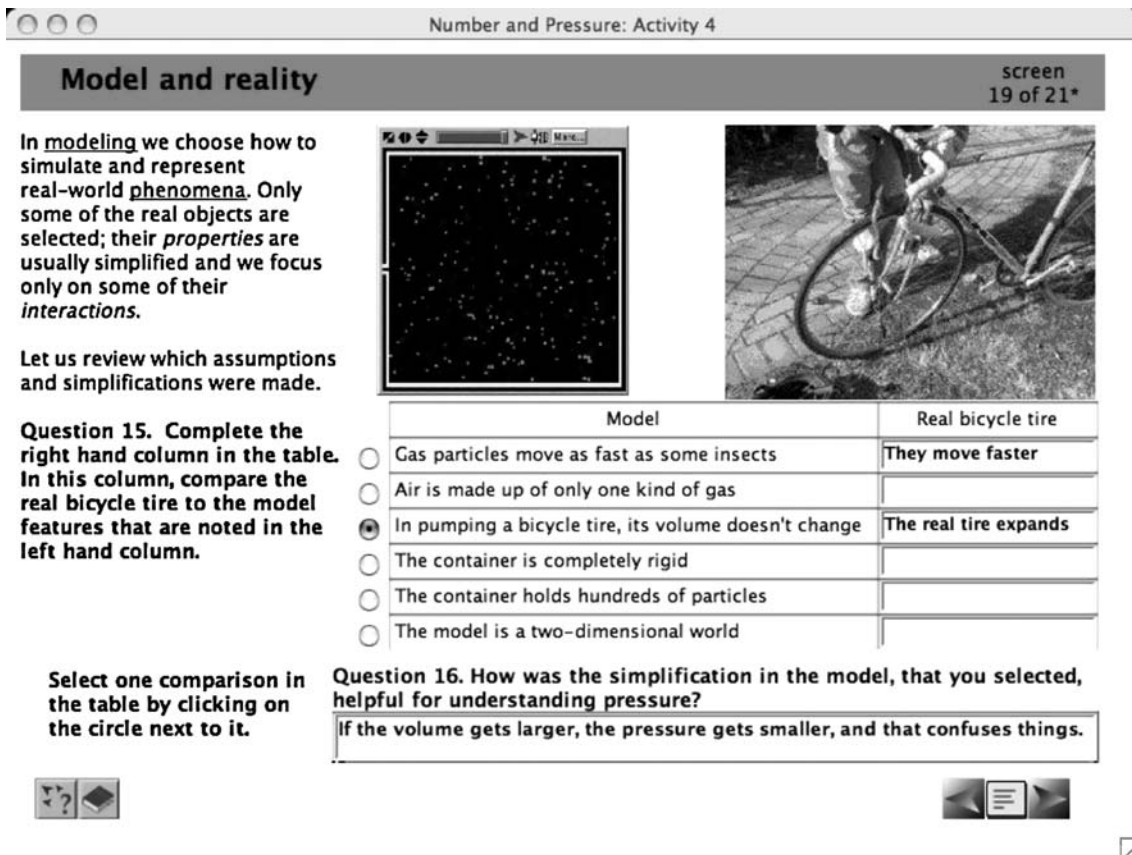 Number and Pressure: Activity 4
Model and reality
screen
19 of 21*
In modeling we choose how to
simulate and represent
real-world phenomena. Only
some of the real objects are
selected; their properties are
usually simplified and we focus
only on some of their
interactions.
Let us review which assumptions
and simplifications were made.
Question 15. Complete the
right hand column in the table.
In this column, compare the
real bicycle tire to the model
features that are noted in the
left hand column.
More...
Model
Real bicycle tire
Gas particles move as fast as some insects
They move faster
Air is made up of only one kind of gas
In pumping a bicycle tire, its volume doesn't change
The real tire expands
The container is completely rigid
The container holds hundreds of particles
The model is a two-dimensional world
Select one comparison in
the table by clicking on
the circle next to it.
Question 16. How was the simplification in the model, that you selected,
helpful for understanding pressure?
If the volume gets larger, the pressure gets smaller, and that confuses things.
?